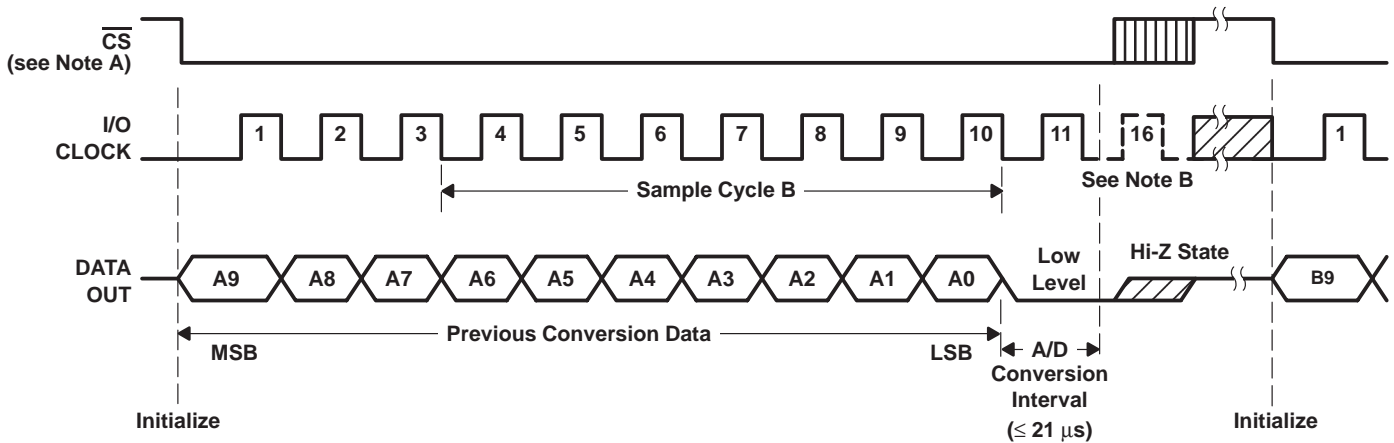 CS
(see Note A)
I/O
CLOCK
1 2 3 4 5 6 7 8 9 10 11 16 1
See Note B
Sample Cycle B
DATA
OUT
A9 A8 A7 A6 A5 A4 A3 A2 A1 A0
Low
Level
Hi-Z State
B9
Previous Conversion Data
MSB
LSB
A/D
Conversion
Interval
(≤ 21 μs)
Initialize
Initialize